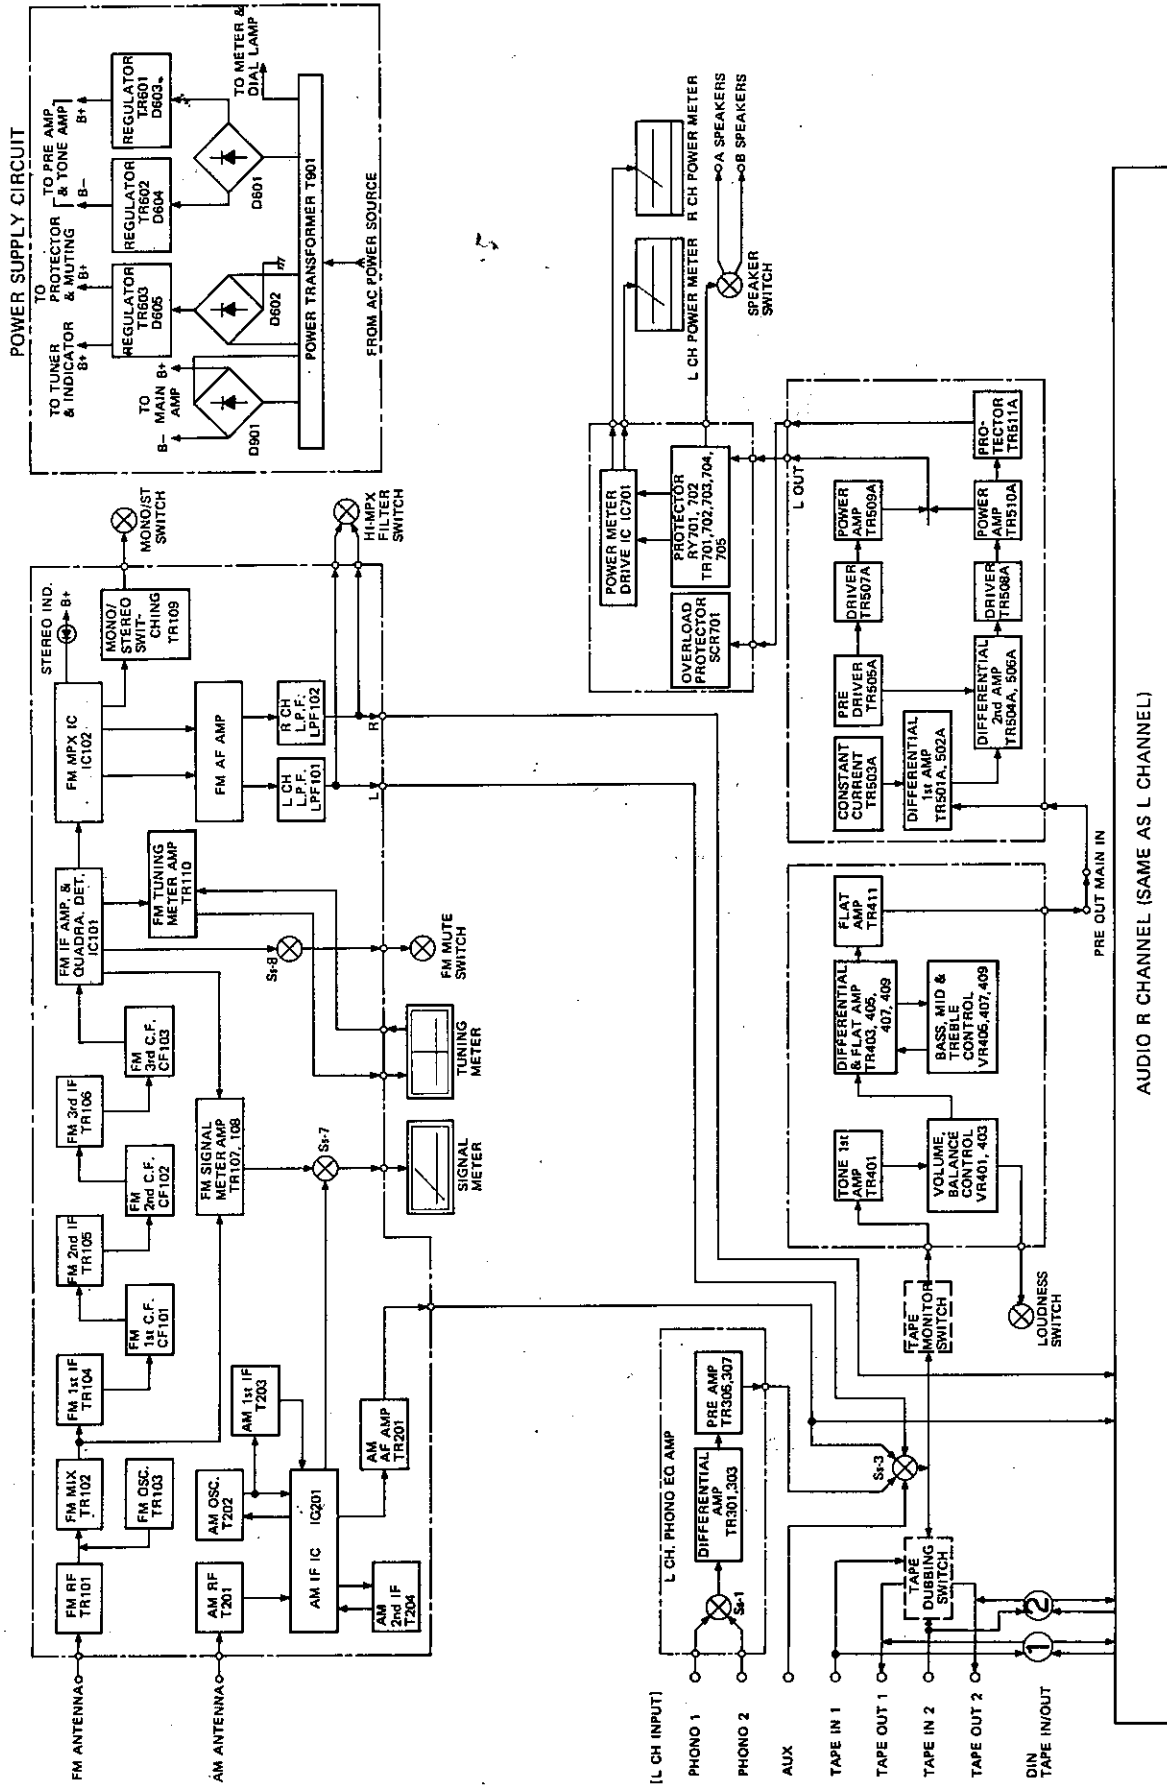 POWER SUPPLY CIRCUIT
TO TUNER
& INDICATOR
B+
TO
PROTECTOR
& MUTING
B+
TO PRE AMP
& TONE AMP
B-
B+
REGULATOR
TR603
D605
REGULATOR
TR602
D604
REGULATOR
TR601
D603
TO METER &
DIAL LAMP
B-
TO
MAIN
AMP
B+
D901
D602
D601
POWER TRANSFORMER T901
FROM AC POWER SOURCE
FM ANTENNA
FM RF
TR101
FM MIX
TR102
FM OSC.
TR103
FM 1st IF
TR104
FM
1st C.F.
CF101
FM 2nd IF
TR105
FM
2nd C.F.
CF102
FM 3rd IF
TR106
FM
3rd C.F.
CF103
FM IF AMP, &
QUADRA. DET,
IC101
FM MPX IC
IC102
STEREO IND.
B+
MONO/
STEREO
SWIT-
CHING
TR109
MONO/ST
SWITCH
FM SIGNAL
METER AMP
TR107, 108
FM TUNING
METER AMP
TR110
FM AF AMP
L CH
L.P.F.
LPF101
R CH
L.P.F.
LPF102
HI-MPX
FILTER
SWITCH
L
R
Ss-7
Ss-8
SIGNAL
METER
TUNING
METER
FM MUTE
SWITCH
AM ANTENNA
AM RF
T201
AM OSC.
T202
AM 1st IF
T203
AM IF IC
IC201
AM
2nd IF
T204
AM
AF AMP
TR201
[L CH INPUT]
PHONO 1
PHONO 2
AUX
TAPE IN 1
TAPE OUT 1
TAPE IN 2
TAPE OUT 2
DIN
TAPE IN/OUT
1
2
L CH. PHONO EQ AMP
Ss-1
DIFFERENTIAL
AMP
TR301,303
PRE AMP
TR305,307
Ss-3
TAPE
DUBBING
SWITCH
TAPE
MONITOR
SWITCH
LOUDNESS
SWITCH
TONE 1st
AMP
TR401
VOLUME,
BALANCE
CONTROL
VR401, 403
DIFFERENTIAL
& FLAT AMP
TR403, 405,
407, 409
BASS, MID &
TREBLE
CONTROL
VR405,407,409
FLAT
AMP
TR411
PRE OUT MAIN IN
CONSTANT
CURRENT
TR503A
DIFFERENTIAL
1st AMP
TR501A, 502A
PRE
DRIVER
TR505A
DIFFERENTIAL
2nd AMP
TR504A, 506A
DRIVER
TR507A
DRIVER
TR508A
POWER
AMP
TR509A
POWER
AMP
TR510A
PRO-
TECTOR
TR511A
L OUT
OVERLOAD
PROTECTOR
SCR701
POWER METER
DRIVE IC IC701
PROTECTOR
RY701, 702
TR701,702,703,704,
705
L CH POWER METER
R CH POWER METER
SPEAKER
SWITCH
A SPEAKERS
B SPEAKERS
AUDIO R CHANNEL (SAME AS L CHANNEL)